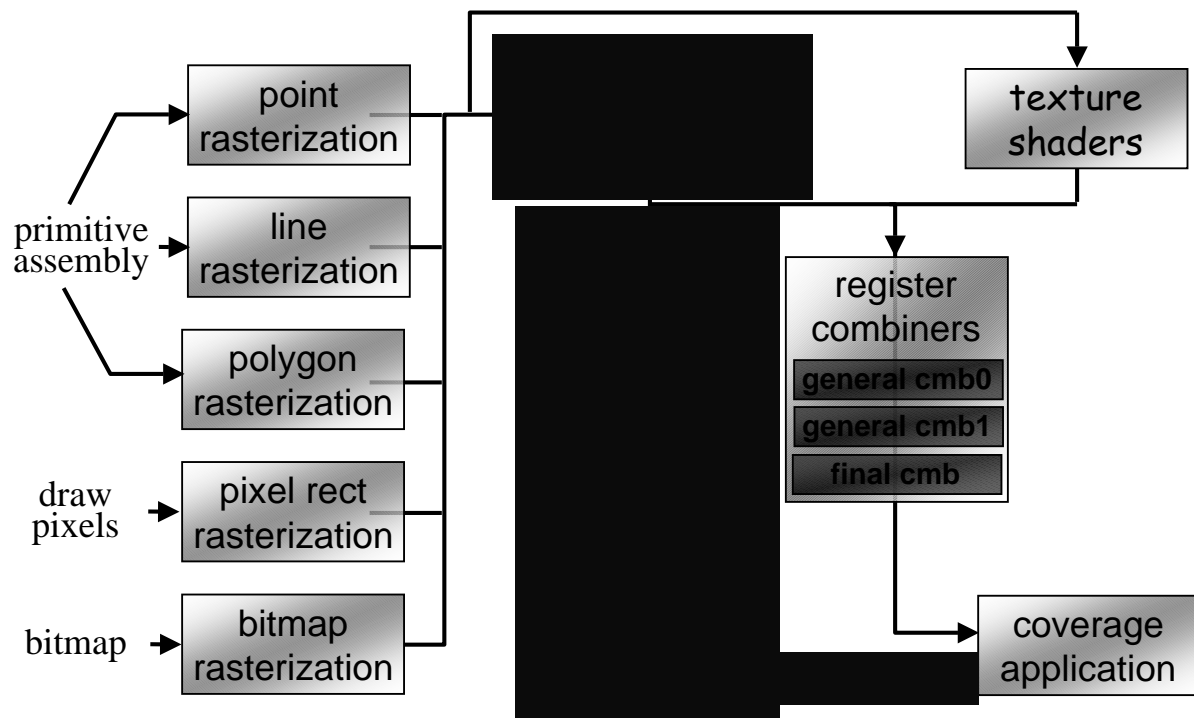 point
rasterization
texture
shaders
primitive
assembly
line
rasterization
register
combiners
general cmb0
general cmb1
final cmb
polygon
rasterization
draw
pixels
pixel rect
rasterization
bitmap
bitmap
rasterization
coverage
application